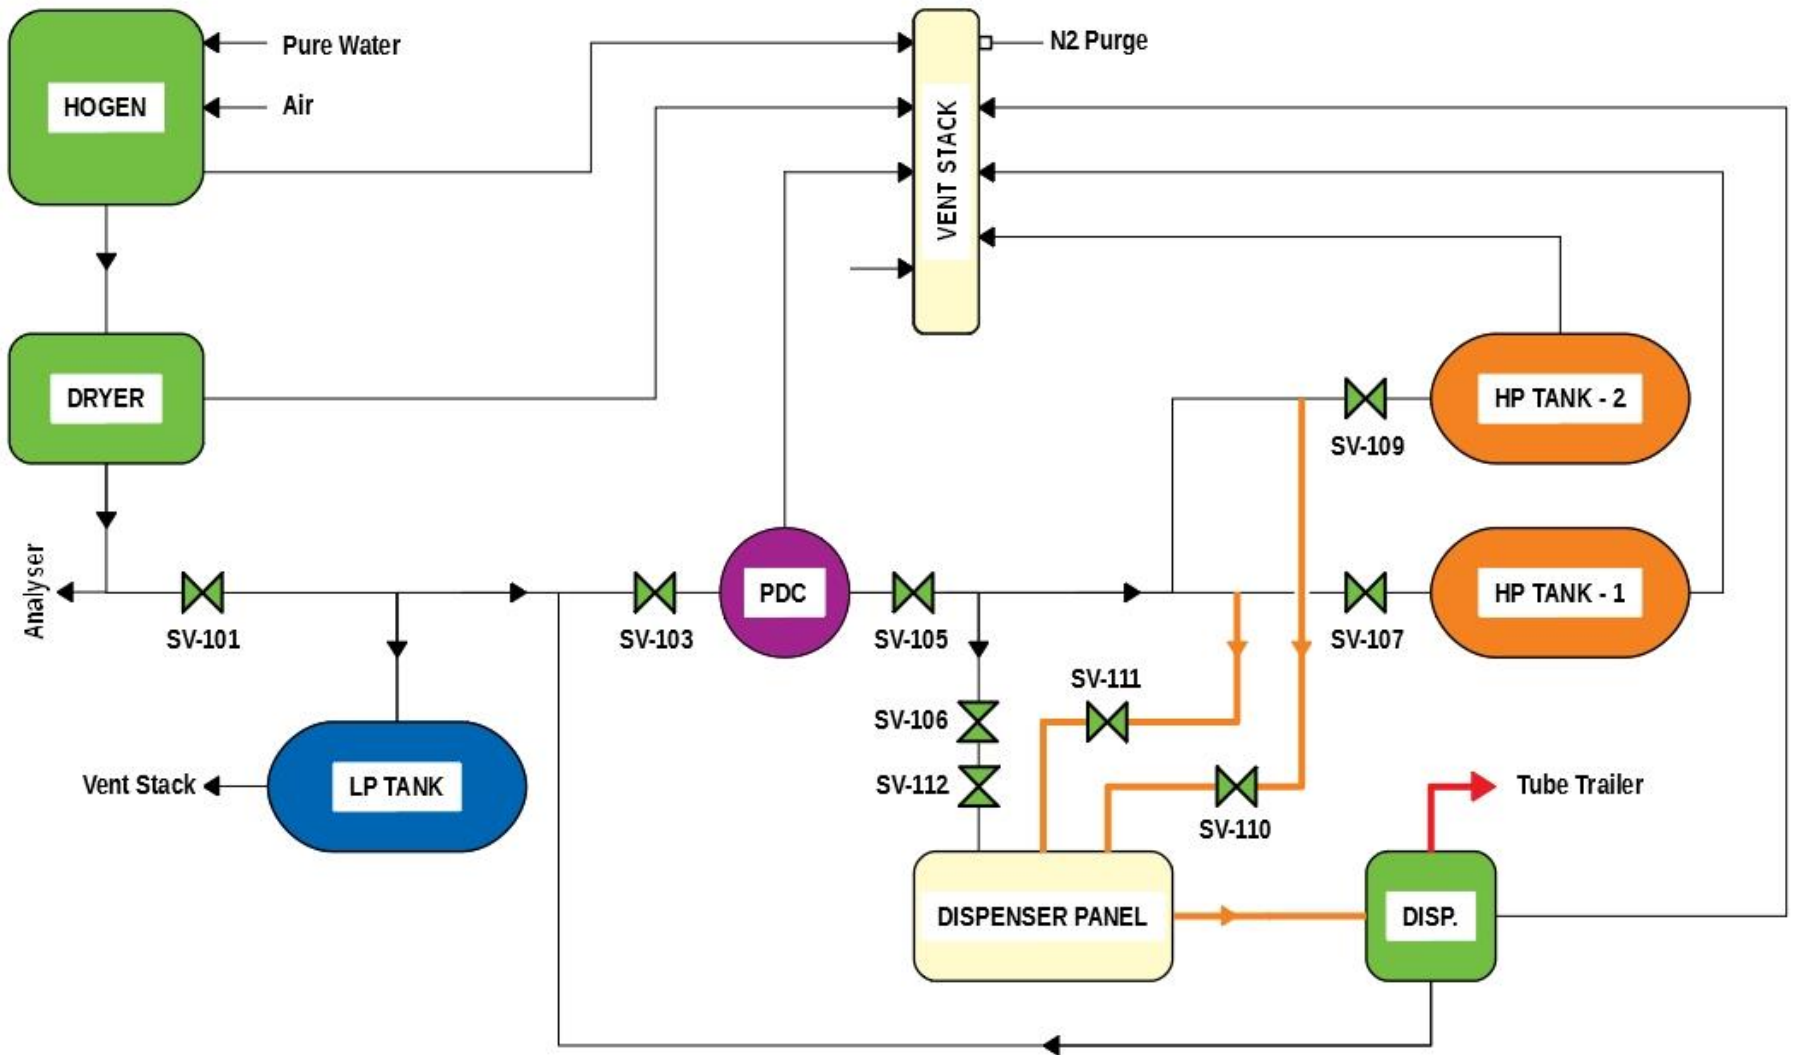 Pure Water
N2 Purge
HOGEN
Air
VENT STACK
DRYER
HP TANK - 2
SV-109
Analyser
PDC
HP TANK - 1
SV-101
SV-103
SV-105
SV-107
SV-111
SV-106
Vent Stack
LP TANK
SV-112
Tube Trailer
SV-110
DISPENSER PANEL
DISP.